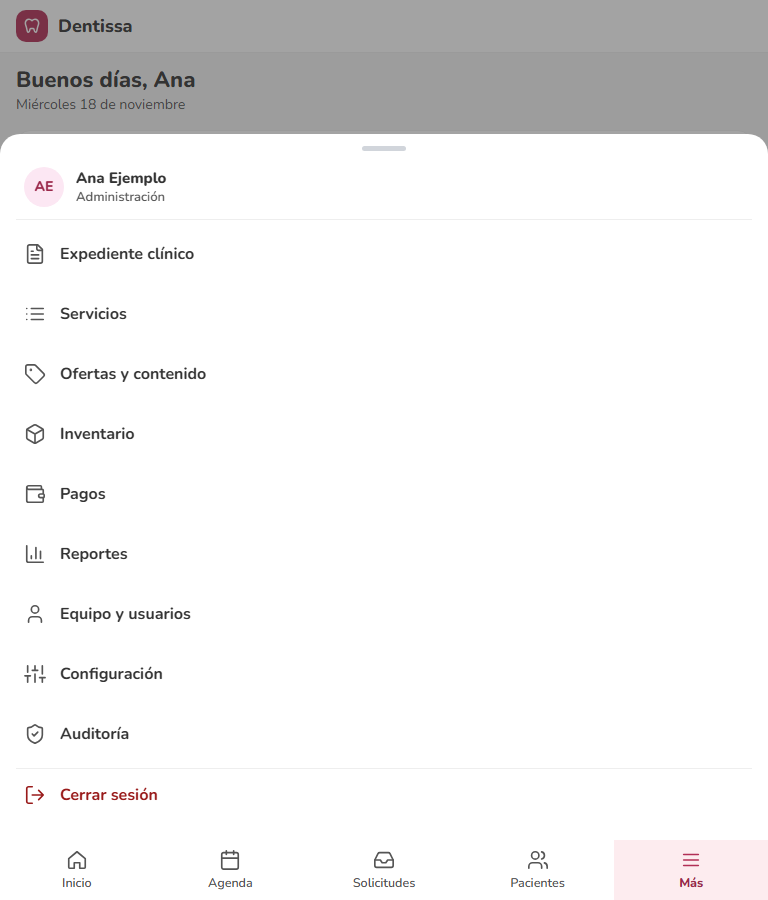 Dentissa
Buenos días, Ana
Miércoles 18 de noviembre
AE
Ana Ejemplo
Administración
Expediente clínico
Servicios
Ofertas y contenido
Inventario
Pagos
Reportes
Equipo y usuarios
Configuración
Auditoría
Cerrar sesión
Inicio
Agenda
Solicitudes
Pacientes
Más